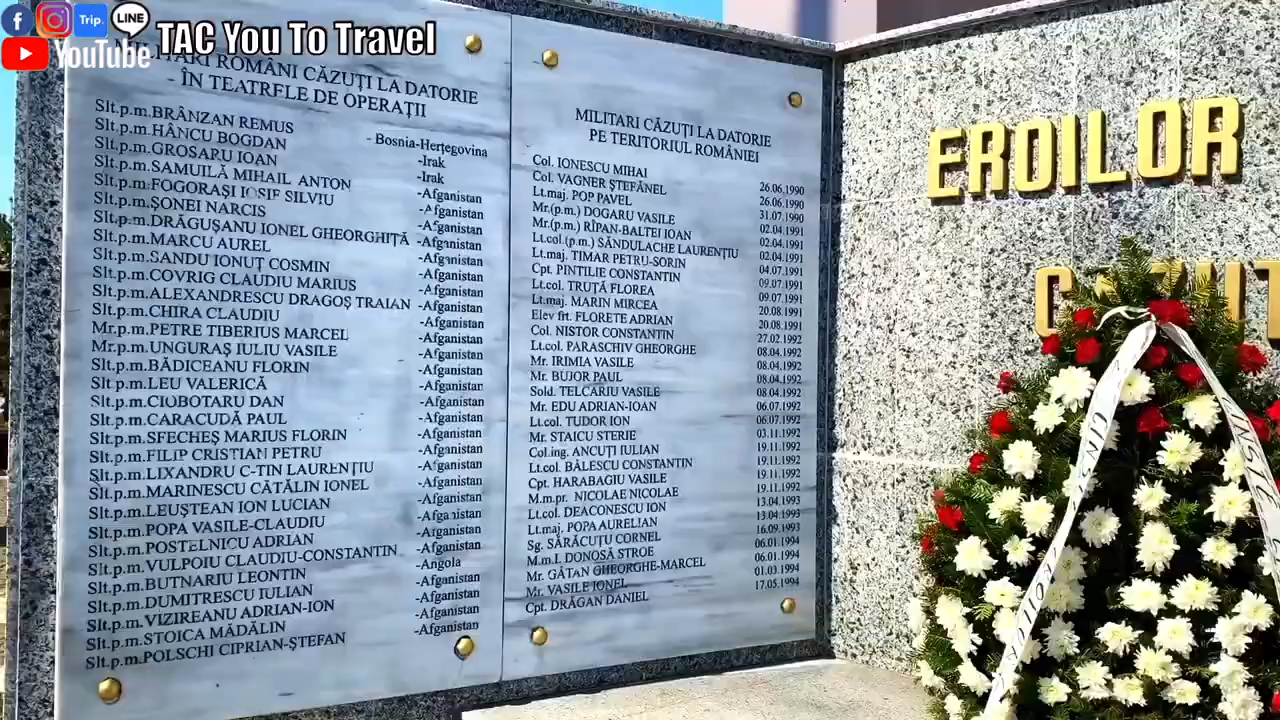 TAC You To Travel
YouTube
Trip.
LINE
MILITARI ROMÂNI CĂZUȚI LA DATORIE
ÎN TEATRELE DE OPERAȚII
Slt.p.m.BRÂNZAN REMUS - Bosnia-Herțegovina
Slt.p.m.HÂNCU BOGDAN -Irak
Slt.p.m.GROSARU IOAN -Irak
Slt.p.m.SAMUILĂ MIHAIL ANTON -Afganistan
Slt.p.m.FOGORAȘI IOSIF SILVIU -Afganistan
Slt.p.m.ȘONEI NARCIS -Afganistan
Slt.p.m.DRĂGUȘANU IONEL GHEORGHIȚĂ -Afganistan
Slt.p.m.MARCU AUREL -Afganistan
Slt.p.m.SANDU IONUȚ COSMIN -Afganistan
Slt.p.m.COVRIG CLAUDIU MARIUS -Afganistan
Slt.p.m.ALEXANDRESCU DRAGOȘ TRAIAN -Afganistan
Slt.p.m.CHIRA CLAUDIU -Afganistan
Mr.p.m.PETRE TIBERIUS MARCEL -Afganistan
Mr.p.m.UNGURAȘ IULIU VASILE -Afganistan
Slt.p.m.BĂDICEANU FLORIN -Afganistan
Slt.p.m.LEU VALERICĂ -Afganistan
Slt.p.m.CIOBOTARU DAN -Afganistan
Slt.p.m.CARACUDĂ PAUL -Afganistan
Slt.p.m.SFECHEȘ MARIUS FLORIN -Afganistan
Slt.p.m.FILIP CRISTIAN PETRU -Afganistan
Slt.p.m.LIXANDRU C-TIN LAURENȚIU -Afganistan
Slt.p.m.MARINESCU CĂTĂLIN IONEL -Afganistan
Slt.p.m.LEUȘTEAN ION LUCIAN -Afganistan
Slt.p.m.POPA VASILE-CLAUDIU -Afganistan
Slt.p.m.POSTELNICU ADRIAN -Afganistan
Slt.p.m.VULPOIU CLAUDIU-CONSTANTIN -Afganistan
Slt.p.m.BUTNARIU LEONTIN -Angola
Slt.p.m.DUMITRESCU IULIAN -Afganistan
Slt.p.m.VIZIREANU ADRIAN-ION -Afganistan
Slt.p.m.STOICA MĂDĂLIN -Afganistan
Slt.p.m.POLSCHI CIPRIAN-ȘTEFAN -Afganistan
MILITARI CĂZUȚI LA DATORIE
PE TERITORIUL ROMÂNIEI
Col. IONESCU MIHAI 26.06.1990
Col. VAGNER ȘTEFĂNEL 26.06.1990
Lt.maj. POP PAVEL 31.07.1990
Mr.(p.m.) DOGARU VASILE 02.04.1991
Mr.(p.m.) RÎPAN-BALTEI IOAN 02.04.1991
Lt.col.(p.m.) SĂNDULACHE LAURENȚIU 02.04.1991
Lt.maj. TIMAR PETRU-SORIN 04.07.1991
Cpt. PINTILIE CONSTANTIN 09.07.1991
Lt.col. TRUȚĂ FLOREA 09.07.1991
Lt.maj. MARIN MIRCEA 20.08.1991
Elev frt. FLORETE ADRIAN 20.08.1991
Col. NISTOR CONSTANTIN 27.02.1992
Lt.col. PARASCHIV GHEORGHE 08.04.1992
Mr. IRIMIA VASILE 08.04.1992
Mr. BUJOR PAUL 08.04.1992
Sold. TELCARIU VASILE 08.04.1992
Mr. EDU ADRIAN-IOAN 06.07.1992
Lt.col. TUDOR ION 06.07.1992
Mr. STAICU STERIE 03.11.1992
Col.ing. ANCUȚI IULIAN 19.11.1992
Lt.col. BĂLESCU CONSTANTIN 19.11.1992
Cpt. HARABAGIU VASILE 19.11.1992
M.m.pr. NICOLAE NICOLAE 19.11.1992
Lt.col. DEACONESCU ION 13.04.1993
Lt.maj. POPA AURELIAN 13.04.1993
Sg. SĂRĂCUȚU CORNEL 16.09.1993
M.m.I. DONOSĂ STROE 06.01.1994
Mr. GÂTAN GHEORGHE-MARCEL 06.01.1994
Mr. VASILE IONEL 01.03.1994
Cpt. DRĂGAN DANIEL 17.05.1994
EROILOR